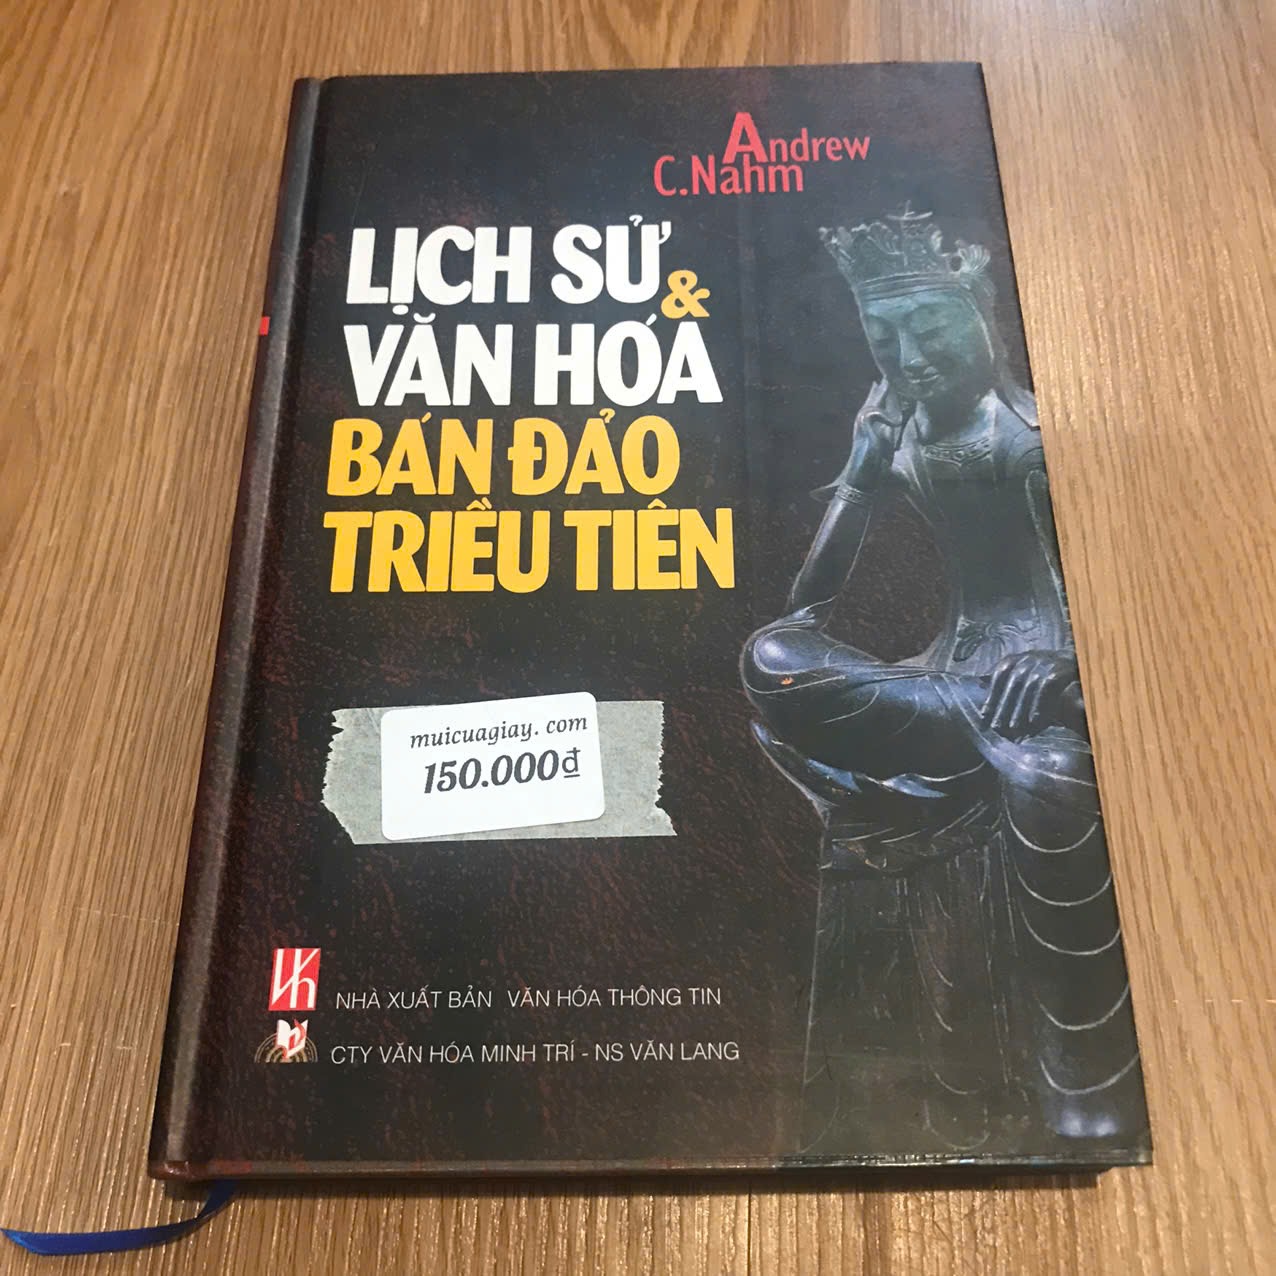 Andrew
C.Nahm
LỊCH SỬ
&
VĂN HÓA
BÁN ĐẢO
TRIỀU TIÊN
muicuagiay. com
150.000₫
NHÀ XUẤT BẢN VĂN HÓA THÔNG TIN
CTY VĂN HÓA MINH TRÍ - NS VĂN LANG